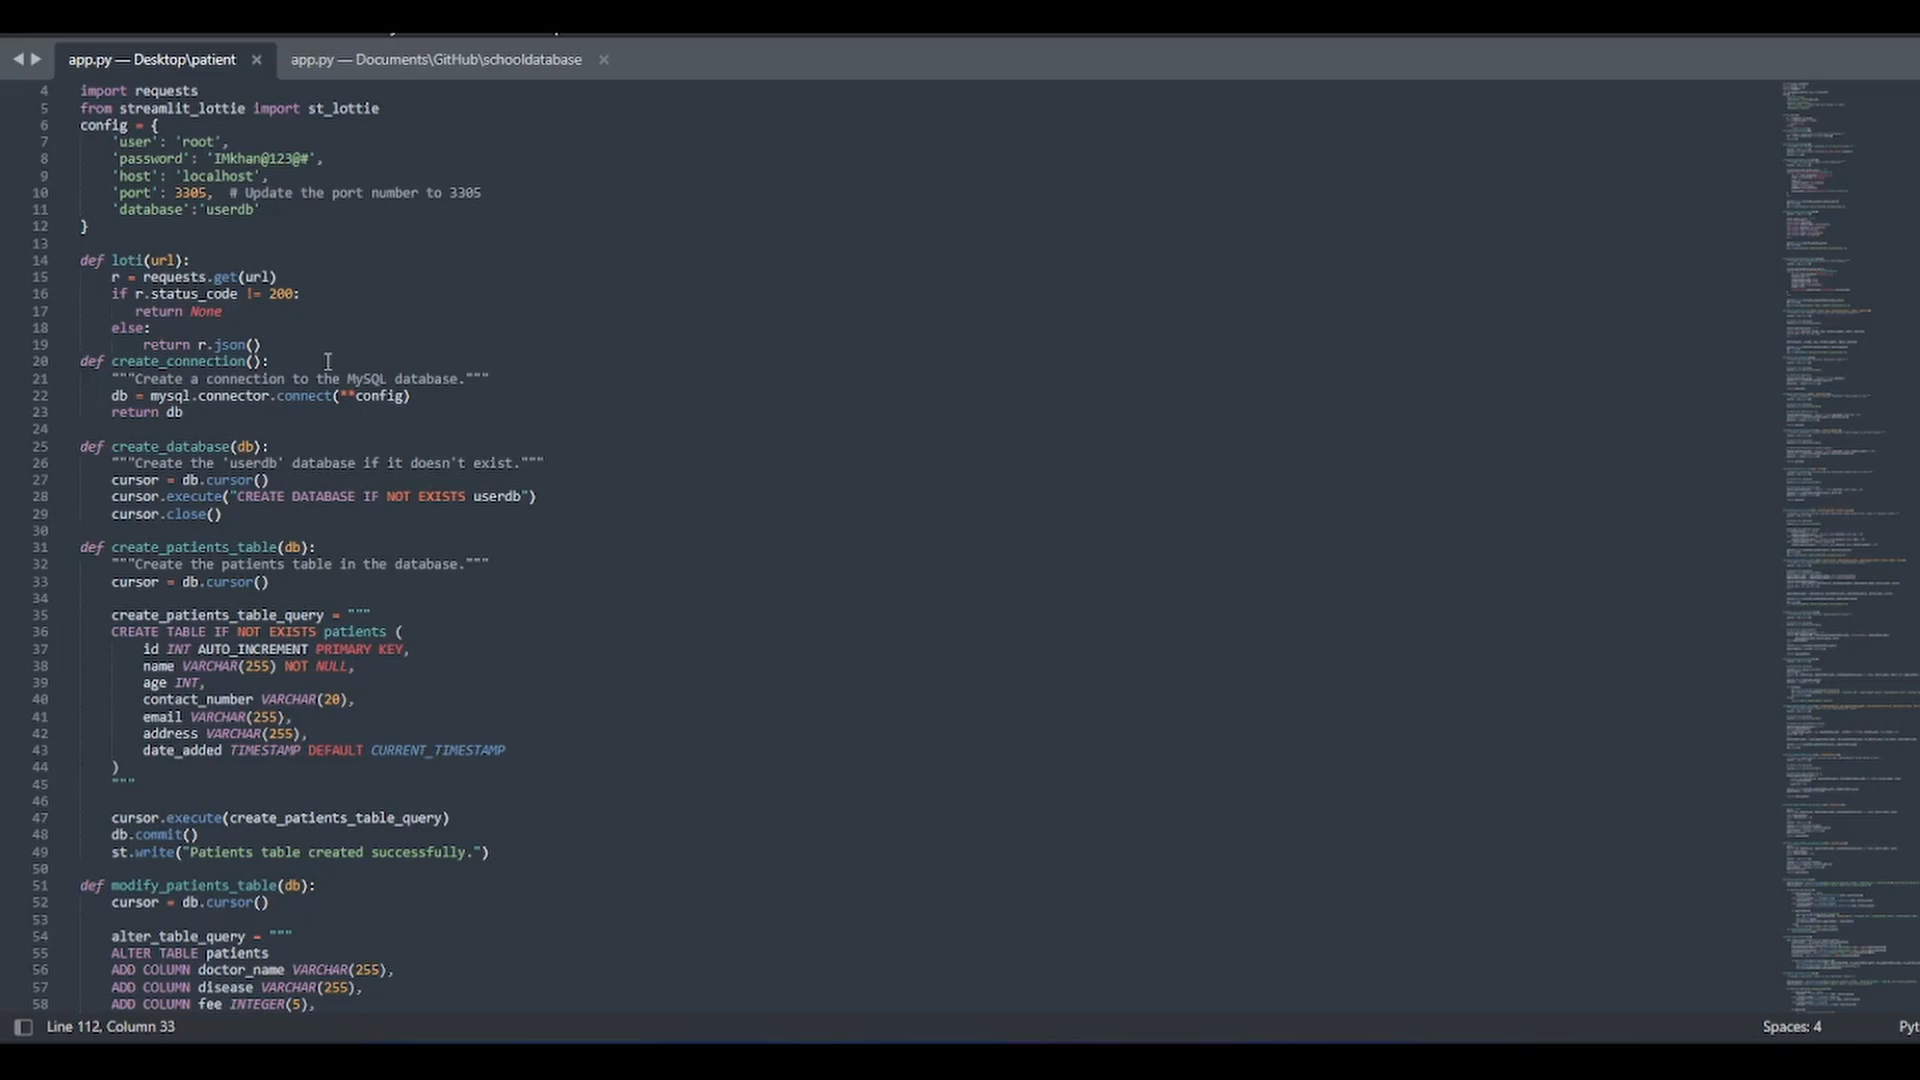 app.py — Desktop\patient ×
app.py — Documents\GitHub\schooldatabase ×
4 import requests
5 from streamlit_lottie import st_lottie
6 config = {
7 'user': 'root',
8 'password': 'IMkhan@123@#',
9 'host': 'localhost',
10 'port': 3305, # Update the port number to 3305
11 'database':'userdb'
12 }
13
14 def loti(url):
15 r = requests.get(url)
16 if r.status_code != 200:
17 return None
18 else:
19 return r.json()
20 def create_connection():
21 """Create a connection to the MySQL database."""
22 db = mysql.connector.connect(**config)
23 return db
24
25 def create_database(db):
26 """Create the 'userdb' database if it doesn't exist."""
27 cursor = db.cursor()
28 cursor.execute("CREATE DATABASE IF NOT EXISTS userdb")
29 cursor.close()
30
31 def create_patients_table(db):
32 """Create the patients table in the database."""
33 cursor = db.cursor()
34
35 create_patients_table_query = """
36 CREATE TABLE IF NOT EXISTS patients (
37 id INT AUTO_INCREMENT PRIMARY KEY,
38 name VARCHAR(255) NOT NULL,
39 age INT,
40 contact_number VARCHAR(20),
41 email VARCHAR(255),
42 address VARCHAR(255),
43 date_added TIMESTAMP DEFAULT CURRENT_TIMESTAMP
44 )
45 """
46
47 cursor.execute(create_patients_table_query)
48 db.commit()
49 st.write("Patients table created successfully.")
50
51 def modify_patients_table(db):
52 cursor = db.cursor()
53
54 alter_table_query = """
55 ALTER TABLE patients
56 ADD COLUMN doctor_name VARCHAR(255),
57 ADD COLUMN disease VARCHAR(255),
58 ADD COLUMN fee INTEGER(5),
Line 112, Column 33
Spaces: 4
Pyt